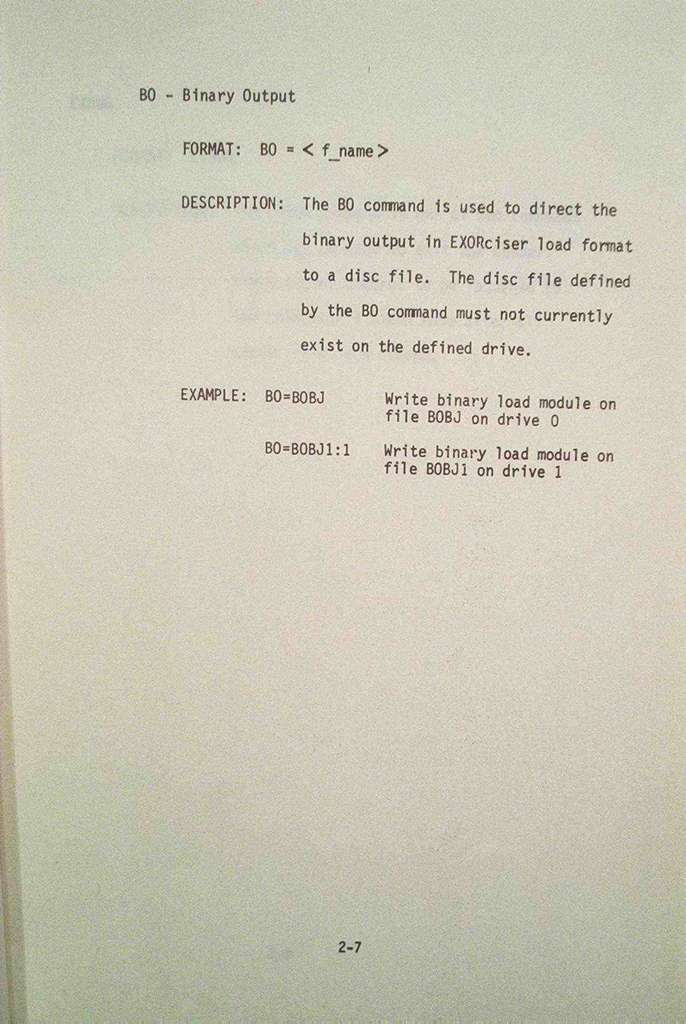 BO - Binary Output
FORMAT: BO = < f_name >
DESCRIPTION: The BO command is used to direct the
binary output in EXORciser load format
to a disc file. The disc file defined
by the BO command must not currently
exist on the defined drive.
EXAMPLE: BO=BOBJ Write binary load module on
file BOBJ on drive 0
BO=BOBJ1:1 Write binary load module on
file BOBJ1 on drive 1
2-7